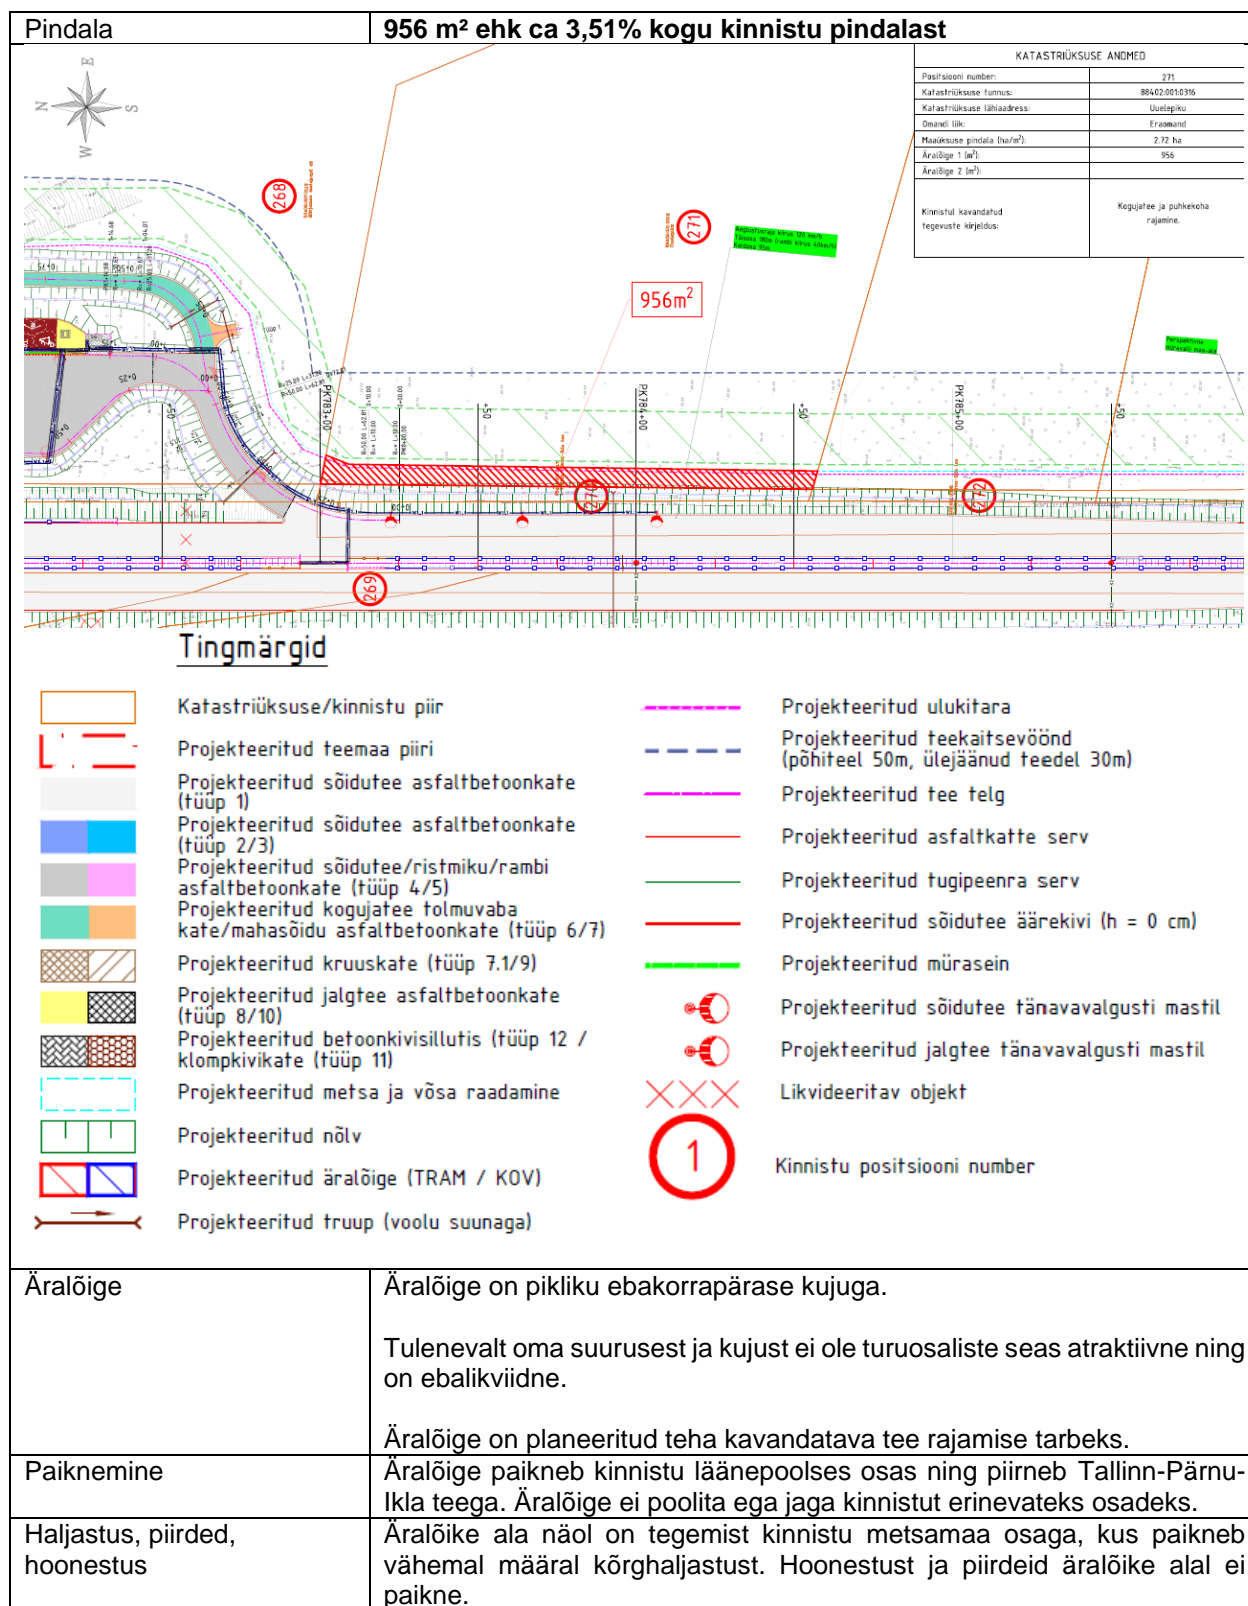 Pindala
956 m² ehk ca 3,51% kogu kinnistu pindalast
E
N
S
W
KATASTRIÜKSUSE ANDMED
Positsiooni number:
271
Katastriüksuse tunnus:
88402:001:0316
Katastriüksuse lähiaadress:
Uuelepiku
Omandi liik:
Eraomand
Maaüksuse pindala (ha/m²):
2.72 ha
Äralõige 1 (m²):
956
Äralõige 2 (m²):
Kinnistul kavandatud
tegevuste kirjeldus:
Kogujatee ja puhkekoha
rajamine.
268
271
956m²
PK783+00
+50
PK784+00
+50
PK785+00
+50
+50
270
272
269
Tingmärgid
Katastriüksuse/kinnistu piir
Projekteeritud teemaa piiri
Projekteeritud sõidutee asfaltbetoonkate
(tüüp 1)
Projekteeritud sõidutee asfaltbetoonkate
(tüüp 2/3)
Projekteeritud sõidutee/ristmiku/rambi
asfaltbetoonkate (tüüp 4/5)
Projekteeritud kogujatee tolmuvaba
kate/mahasõidu asfaltbetoonkate (tüüp 6/7)
Projekteeritud kruuskate (tüüp 7.1/9)
Projekteeritud jalgtee asfaltbetoonkate
(tüüp 8/10)
Projekteeritud betoonkivisillutis (tüüp 12 /
klompkivikate (tüüp 11)
Projekteeritud metsa ja võsa raadamine
Projekteeritud nõlv
Projekteeritud äralõige (TRAM / KOV)
Projekteeritud truup (voolu suunaga)
Projekteeritud ulukitara
Projekteeritud teekaitsevöönd
(põhiteel 50m, ülejäänud teedel 30m)
Projekteeritud tee telg
Projekteeritud asfaltkatte serv
Projekteeritud tugipeenra serv
Projekteeritud sõidutee äärekivi (h = 0 cm)
Projekteeritud mürasein
Projekteeritud sõidutee tänavavalgusti mastil
Projekteeritud jalgtee tänavavalgusti mastil
Likvideeritav objekt
1
Kinnistu positsiooni number
Äralõige
Äralõige on pikliku ebakorrapärase kujuga.
Tulenevalt oma suurusest ja kujust ei ole turuosaliste seas atraktiivne ning
on ebalikviidne.
Äralõige on planeeritud teha kavandatava tee rajamise tarbeks.
Paiknemine
Äralõige paikneb kinnistu läänepoolses osas ning piirneb Tallinn-Pärnu-
Ikla teega. Äralõige ei poolita ega jaga kinnistut erinevateks osadeks.
Haljastus, piirded,
hoonestus
Äralõike ala näol on tegemist kinnistu metsamaa osaga, kus paikneb
vähemal määral kõrghaljastust. Hoonestust ja piirdeid äralõike alal ei
paikne.